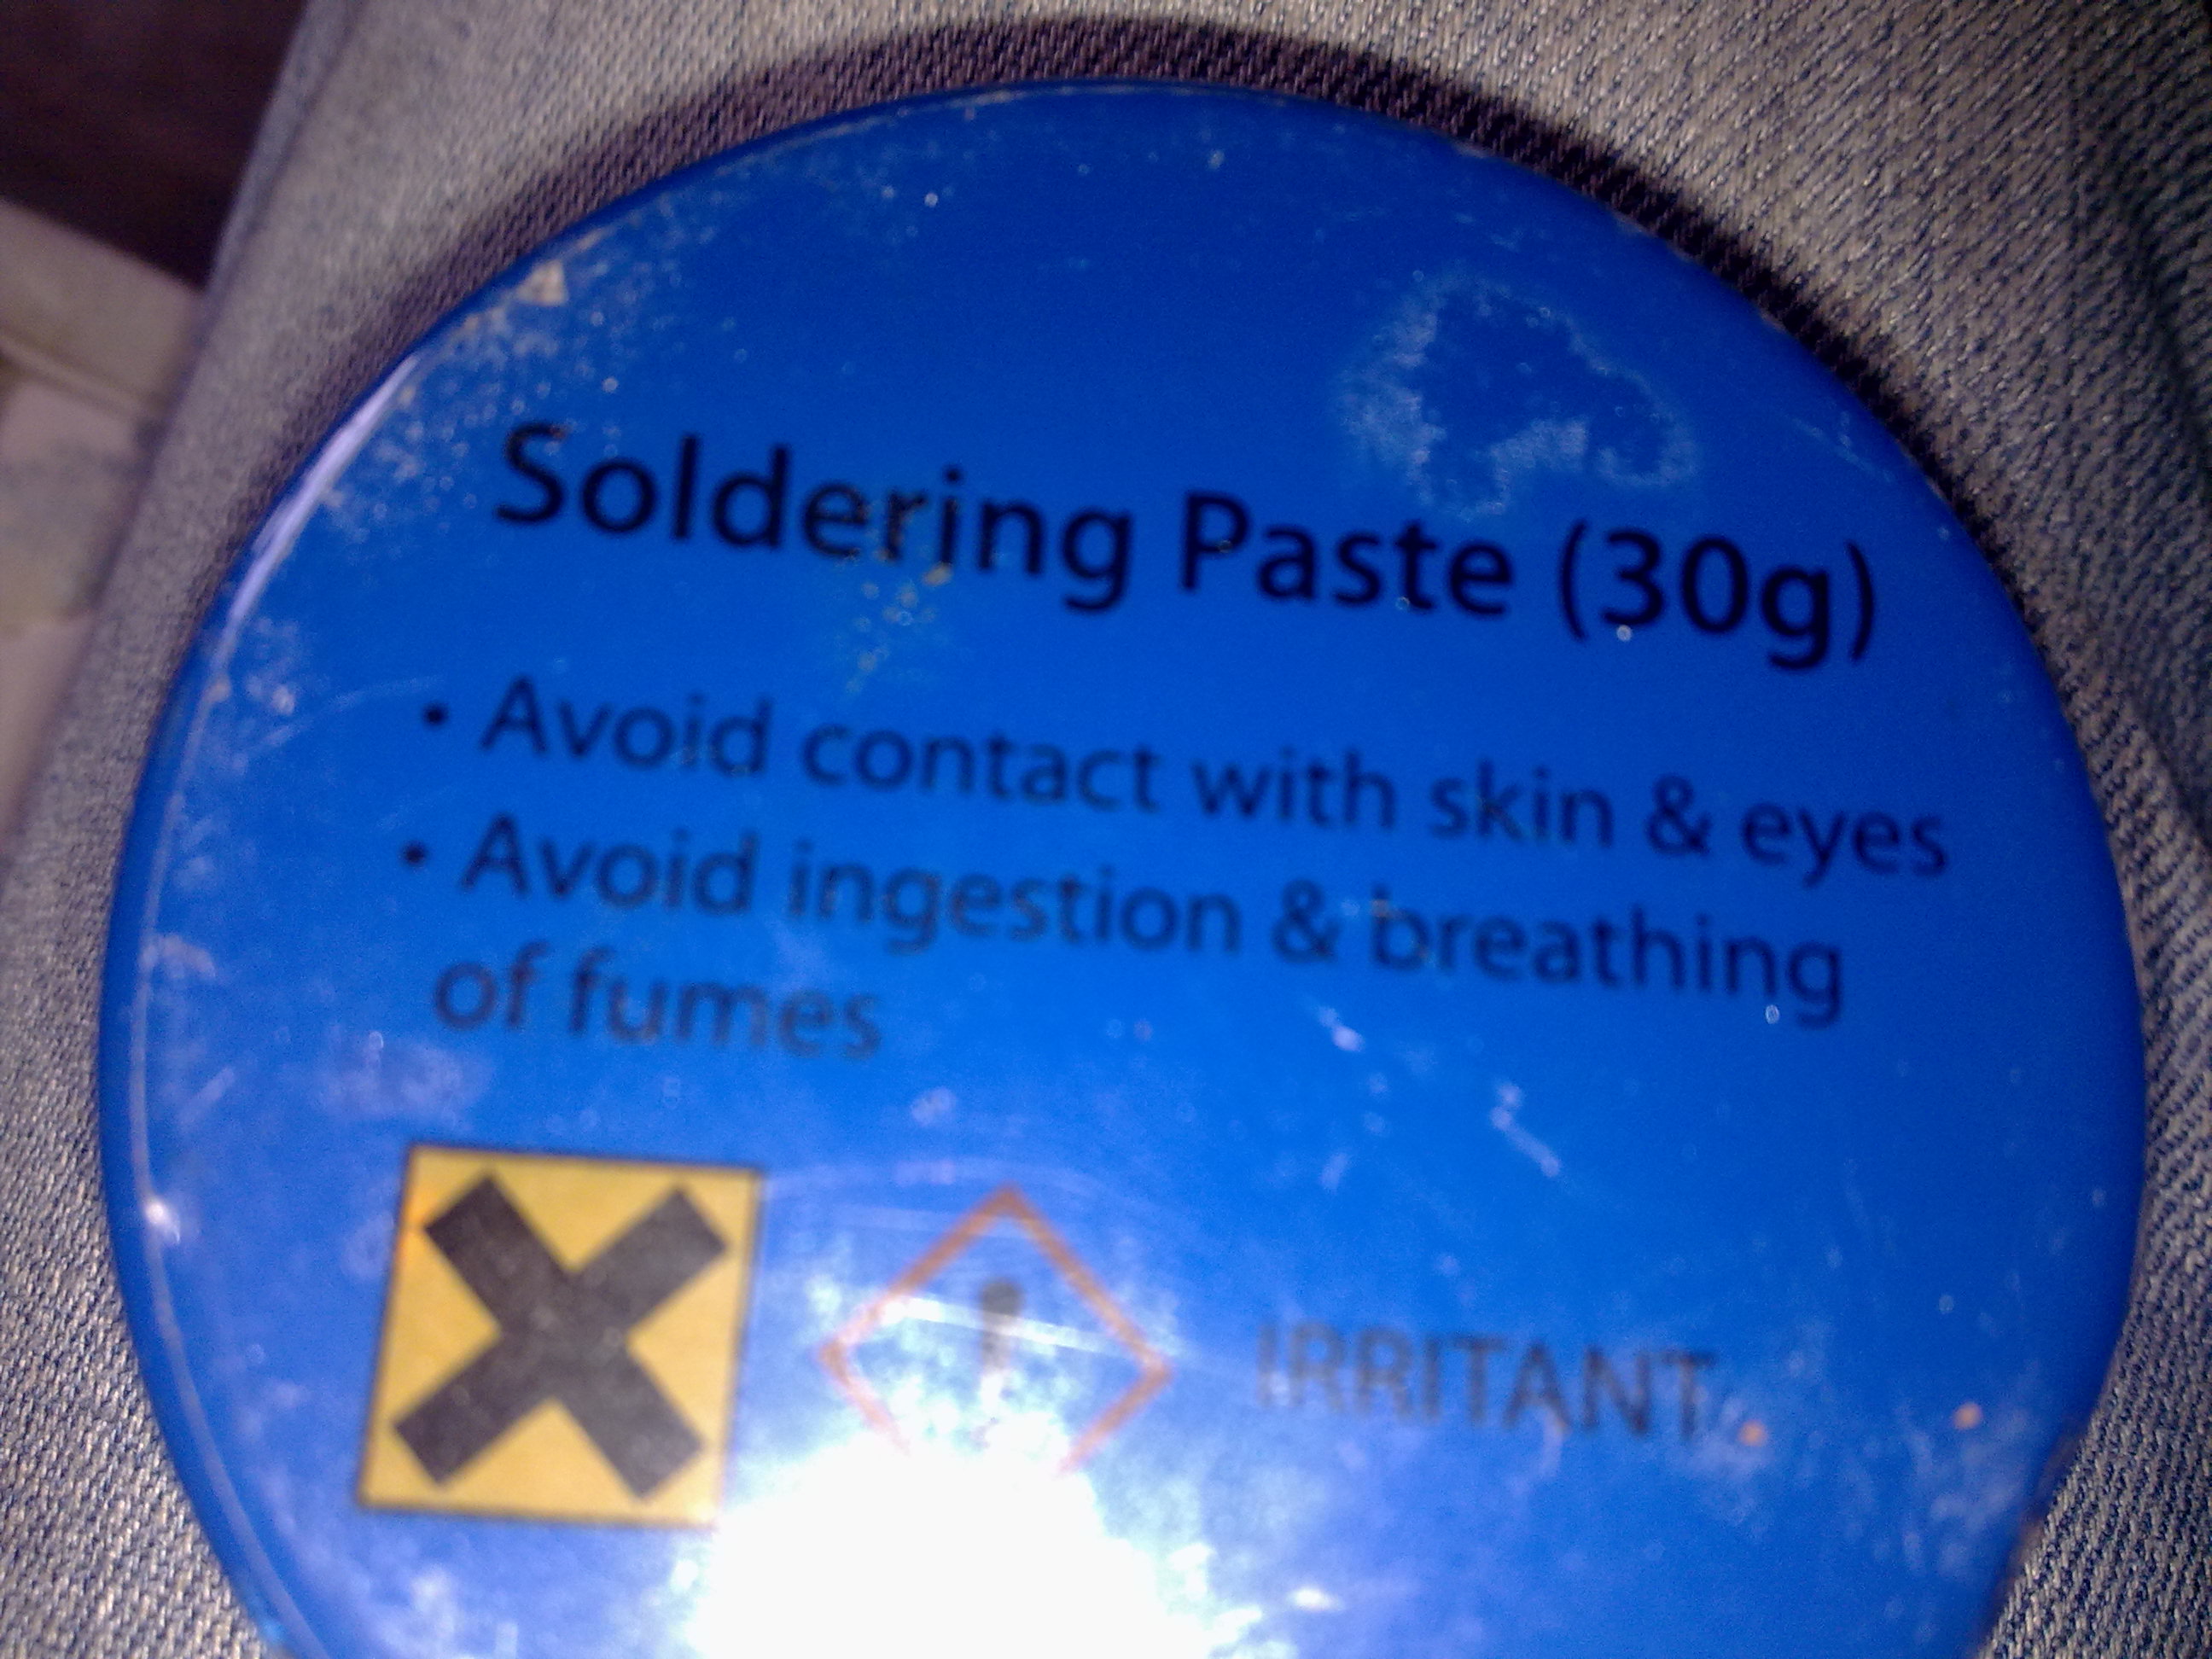 Soldering Paste (30g)
• Avoid contact with skin & eyes
• Avoid ingestion & breathing
of fumes
IRRITANT